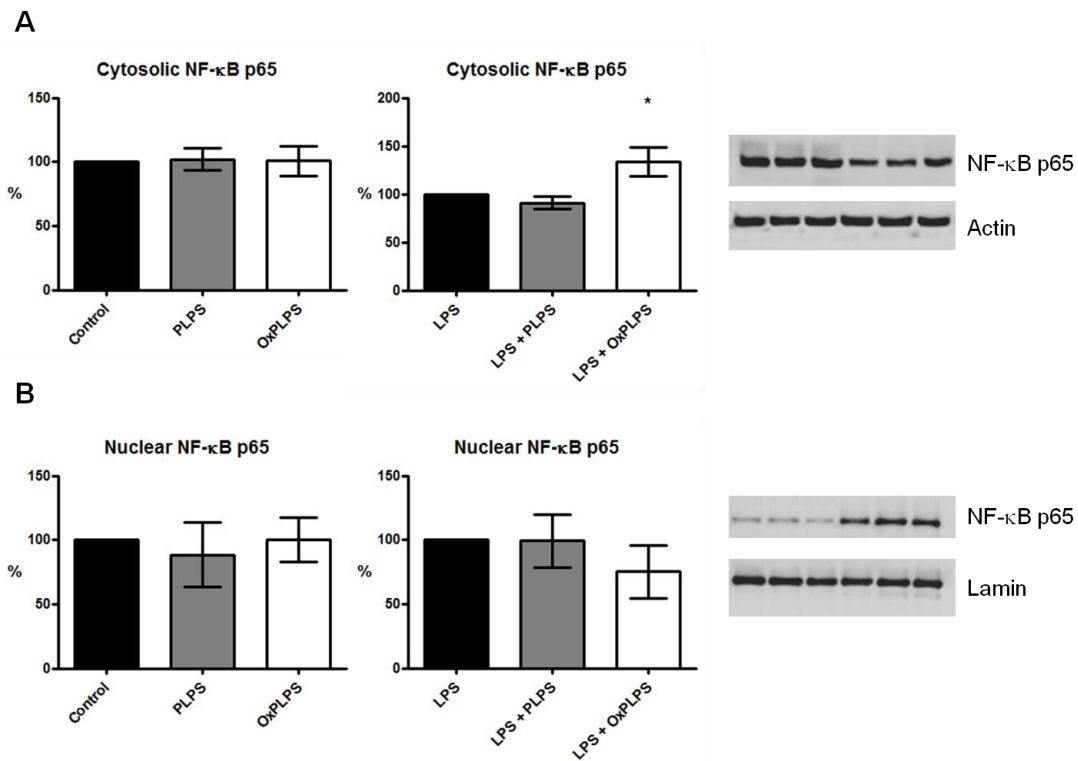 A
Cytosolic NF-κB p65
150
100
%
50
0
Control
PLPS
OxPLPS
Cytosolic NF-κB p65
200
*
150
%
100
50
0
LPS
LPS + PLPS
LPS + OxPLPS
NF-κB p65
Actin
B
Nuclear NF-κB p65
150
100
%
50
0
Control
PLPS
OxPLPS
Nuclear NF-κB p65
150
100
%
50
0
LPS
LPS + PLPS
LPS + OxPLPS
NF-κB p65
Lamin